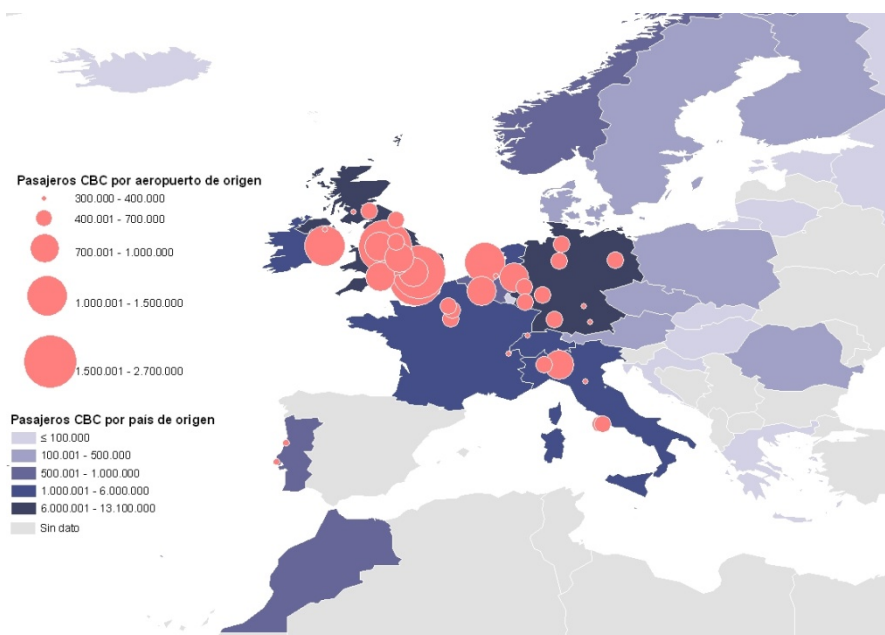 Pasajeros CBC por aeropuerto de origen
300.000 - 400.000
400.001 - 700.000
700.001 - 1.000.000
1.000.001 - 1.500.000
1.500.001 - 2.700.000
Pasajeros CBC por país de origen
≤ 100.000
100.001 - 500.000
500.001 - 1.000.000
1.000.001 - 6.000.000
6.000.001 - 13.100.000
Sin dato